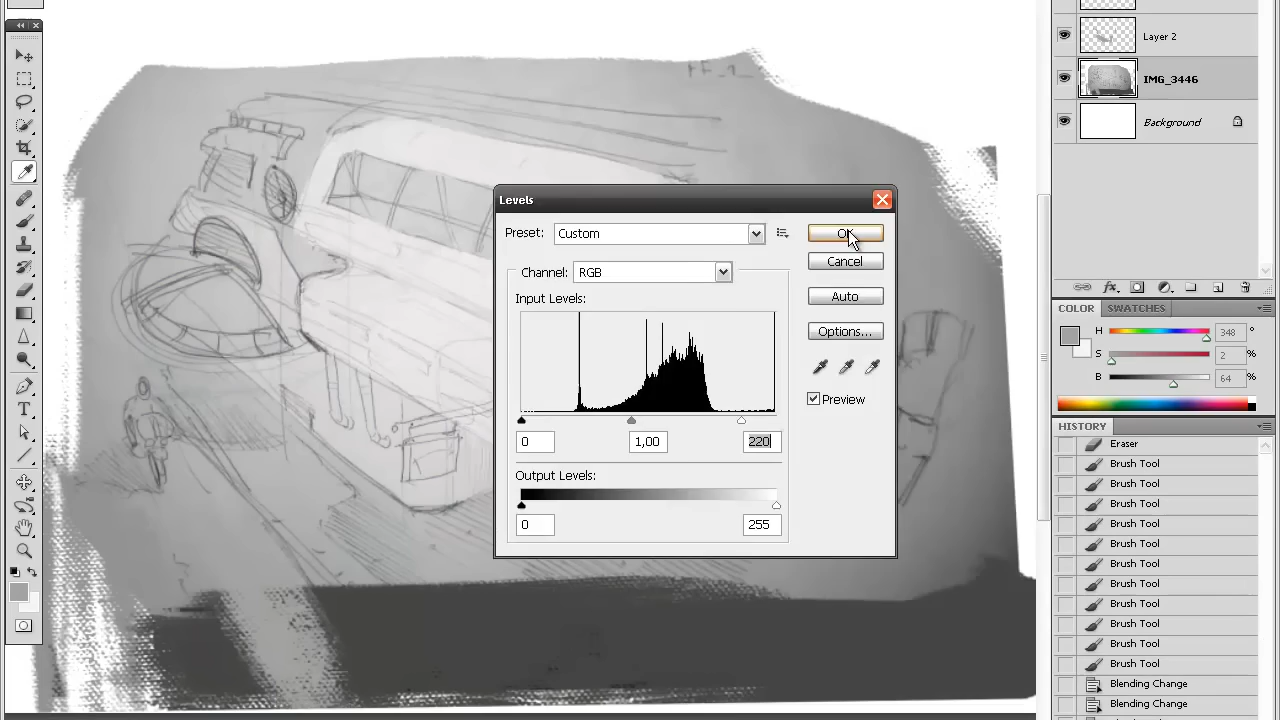 Layer 2
IMG_3446
Background
Levels
Preset: Custom
Channel: RGB
Input Levels:
0 1,00 220
Output Levels:
0 255
Cancel
Auto
Options...
Preview
COLOR SWATCHES
H 348 °
S 2 %
B 64 %
HISTORY
Eraser
Brush Tool
Brush Tool
Brush Tool
Brush Tool
Brush Tool
Brush Tool
Brush Tool
Brush Tool
Brush Tool
Brush Tool
Brush Tool
Blending Change
Blending Change